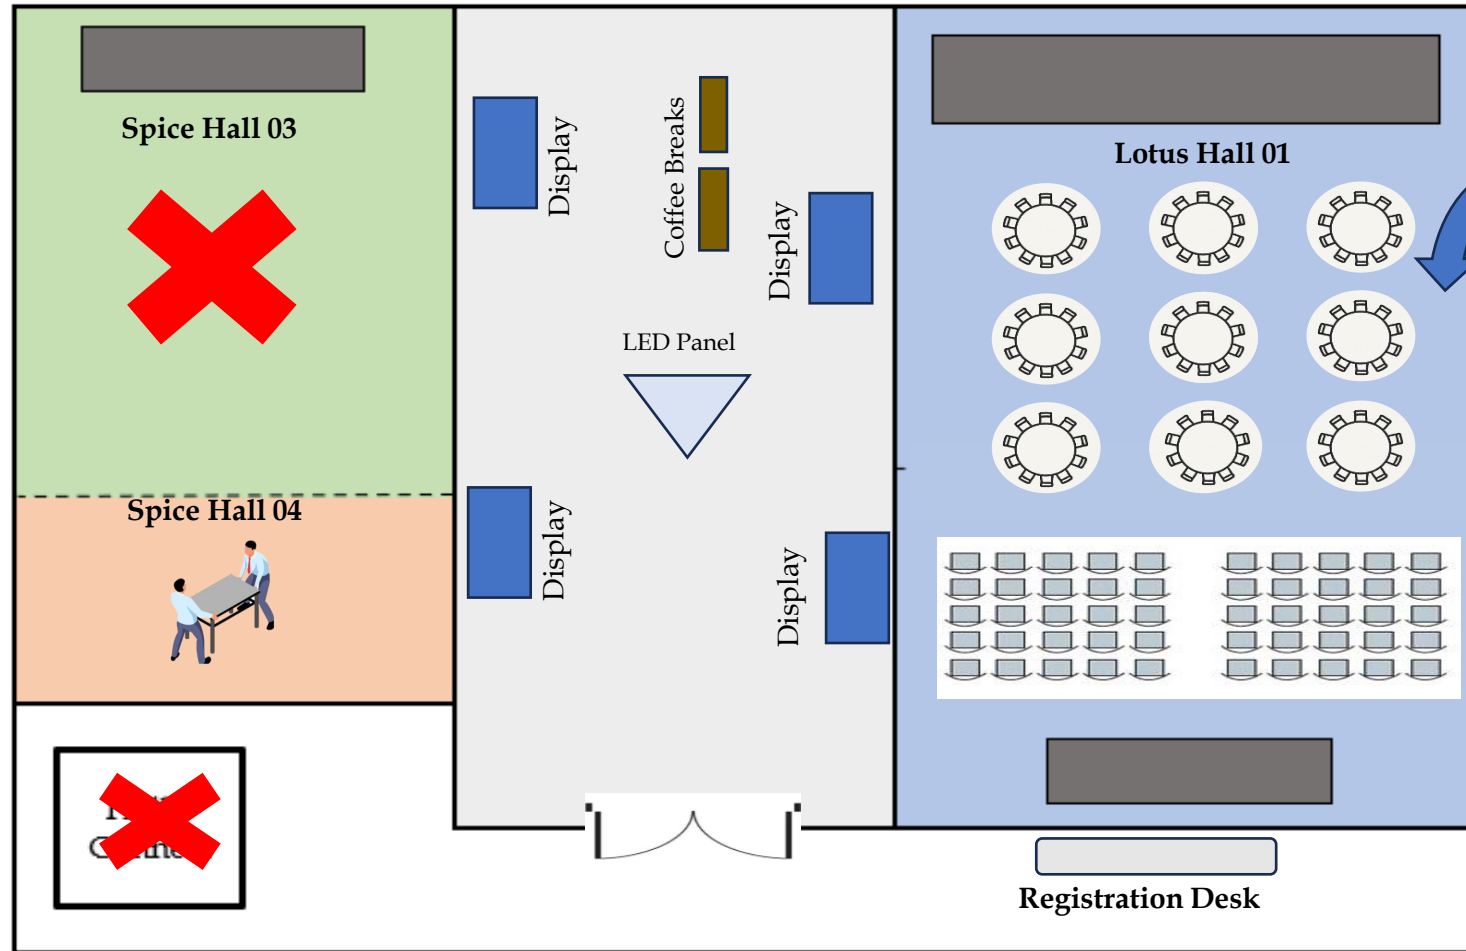 Spice Hall 03
Display
Coffee Breaks
Display
Lotus Hall 01
LED Panel
Spice Hall 04
Display
Display
Registration Desk